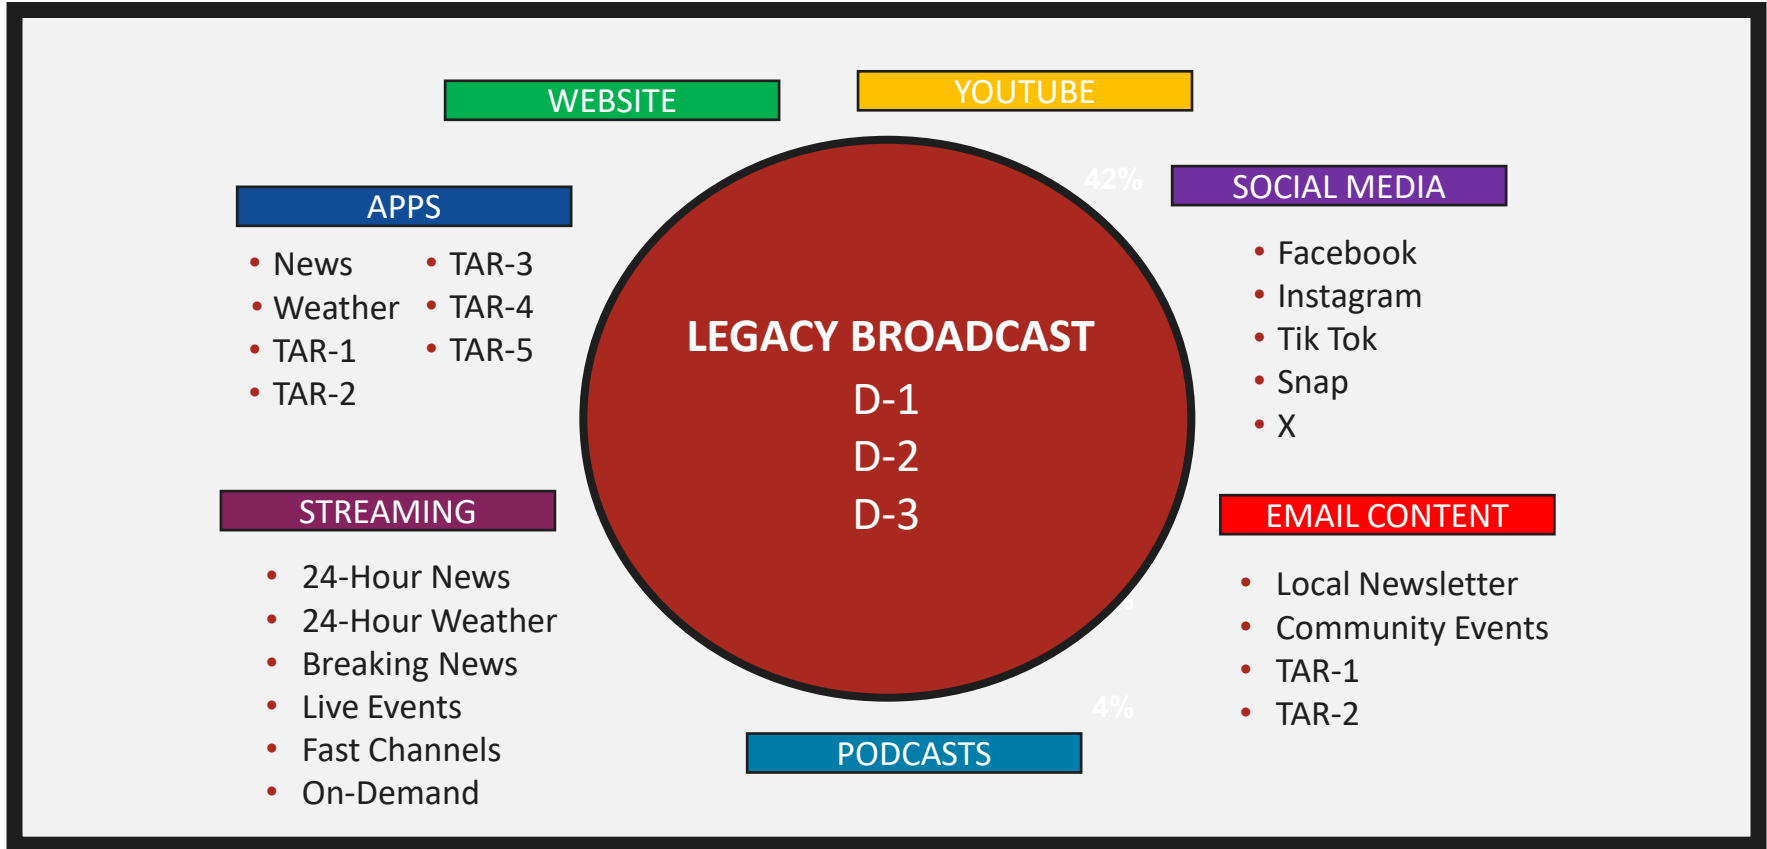 WEBSITE
YOUTUBE
42%
SOCIAL MEDIA
• Facebook
• Instagram
• Tik Tok
• Snap
• X
APPS
• News
• Weather
• TAR-1
• TAR-2
• TAR-3
• TAR-4
• TAR-5
LEGACY BROADCAST
D-1
D-2
D-3
STREAMING
• 24-Hour News
• 24-Hour Weather
• Breaking News
• Live Events
• Fast Channels
• On-Demand
EMAIL CONTENT
• Local Newsletter
• Community Events
• TAR-1
• TAR-2
%
4%
PODCASTS